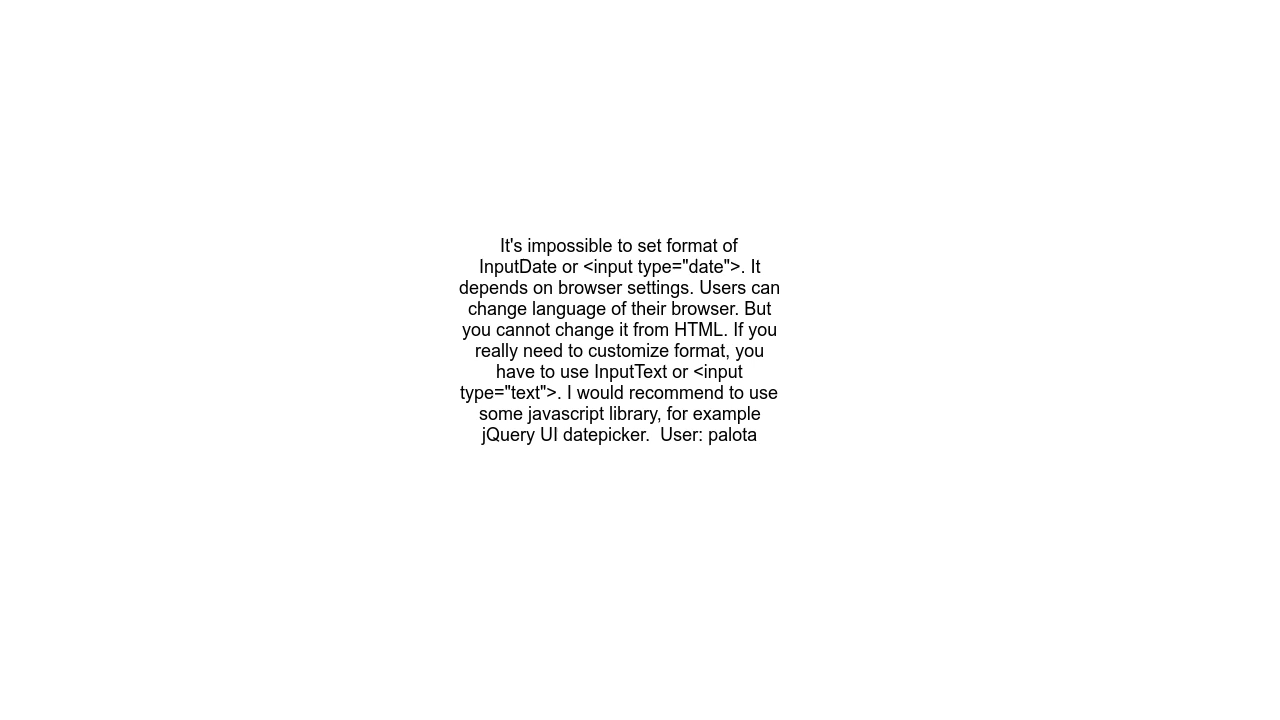 It's impossible to set format of
InputDate or <input type="date">. It
depends on browser settings. Users can
change language of their browser. But
you cannot change it from HTML. If you
really need to customize format, you
have to use InputText or <input
type="text">. I would recommend to use
some javascript library, for example
jQuery UI datepicker.  User: palota